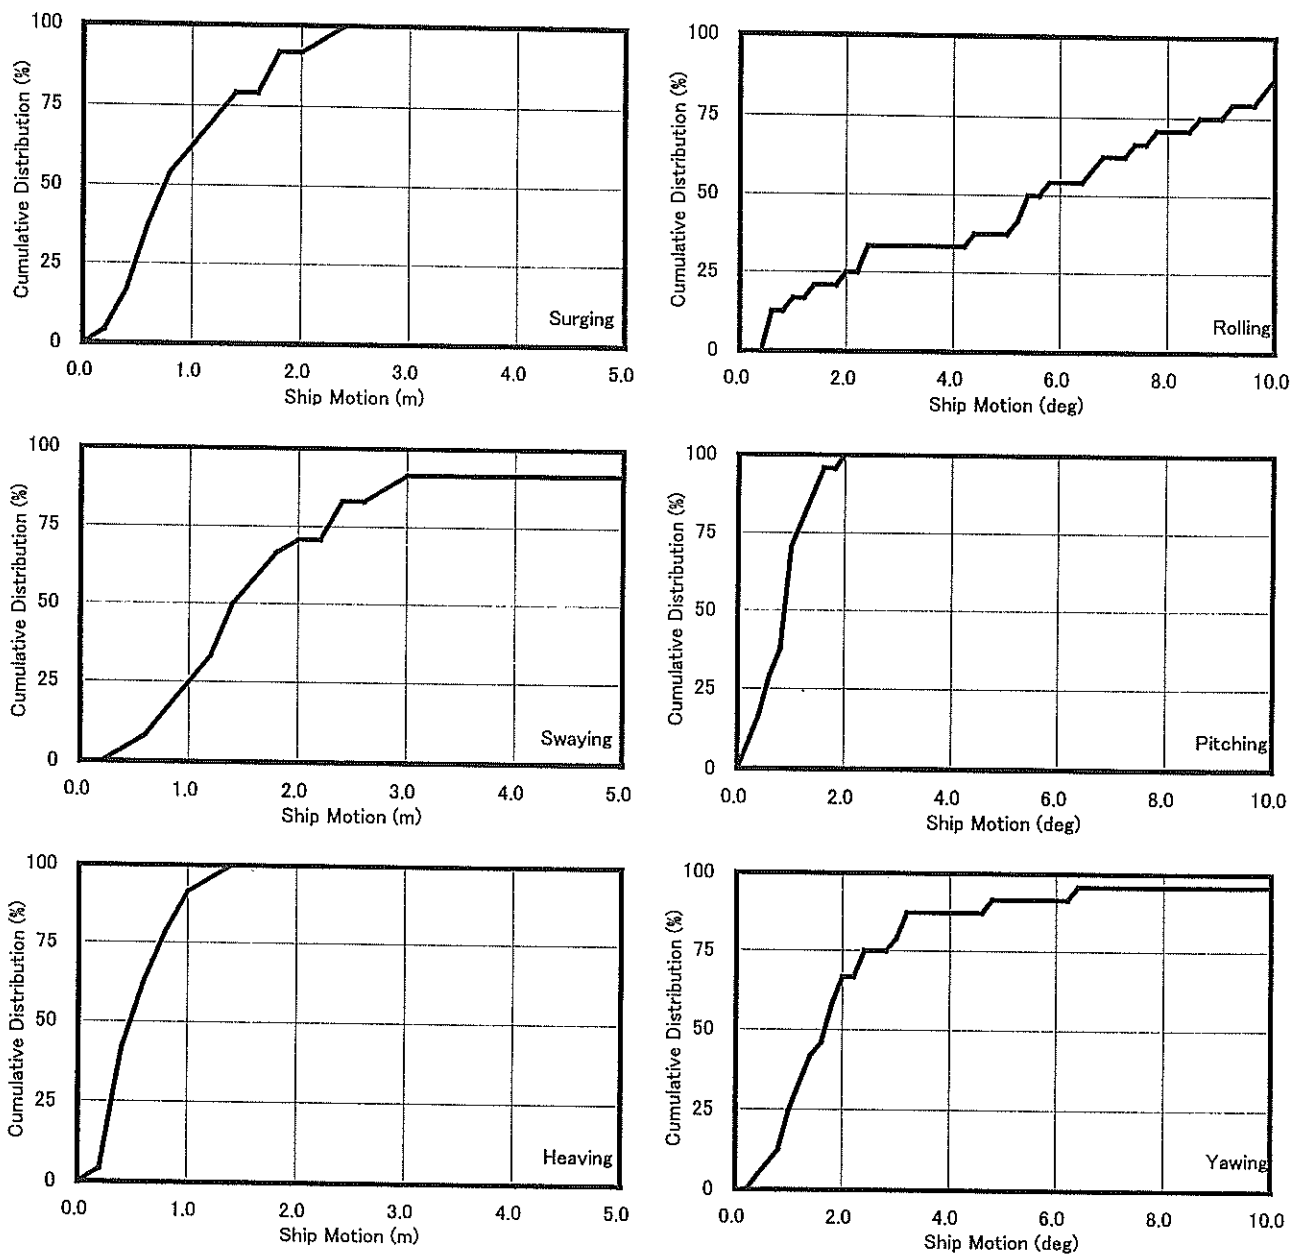 Cumulative Distribution (%)
100
75
50
25
0
Surging
0.0 1.0 2.0 3.0 4.0 5.0
Ship Motion (m)
Cumulative Distribution (%)
100
75
50
25
0
Rolling
0.0 2.0 4.0 6.0 8.0 10.0
Ship Motion (deg)
Cumulative Distribution (%)
100
75
50
25
0
Swaying
0.0 1.0 2.0 3.0 4.0 5.0
Ship Motion (m)
Cumulative Distribution (%)
100
75
50
25
0
Pitching
0.0 2.0 4.0 6.0 8.0 10.0
Ship Motion (deg)
Cumulative Distribution (%)
100
75
50
25
0
Heaving
0.0 1.0 2.0 3.0 4.0 5.0
Ship Motion (m)
Cumulative Distribution (%)
100
75
50
25
0
Yawing
0.0 2.0 4.0 6.0 8.0 10.0
Ship Motion (deg)